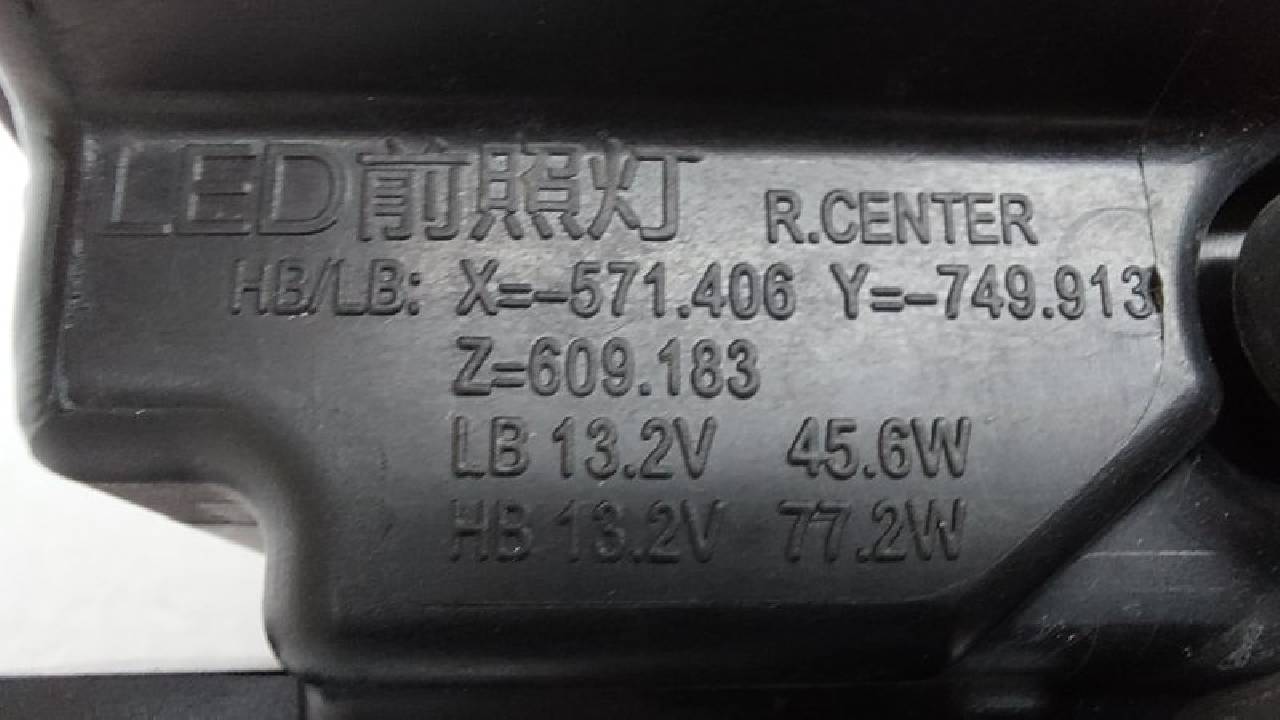 LED前照灯 R.CENTER
HB/LB: X=-571.406 Y=-749.913
Z=609.183
LB 13.2V 45.6W
HB 13.2V 77.2W